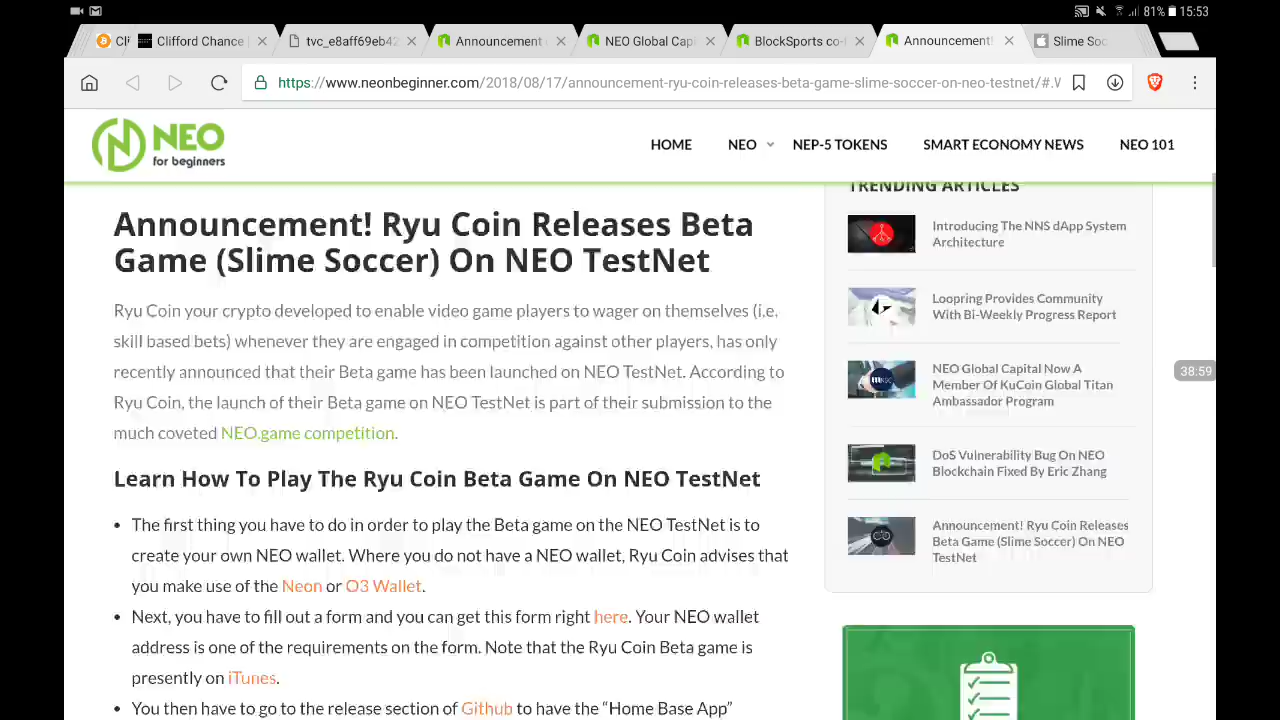 81% 15:53
Cli
Clifford Chance
tvc_e8aff69eb42
Announcement
NEO Global Capi
BlockSports co-f
Announcement!
Slime Soc
https://www.neonbeginner.com/2018/08/17/announcement-ryu-coin-releases-beta-game-slime-soccer-on-neo-testnet/#.W
NEO
for beginners
HOME NEO NEP-5 TOKENS SMART ECONOMY NEWS NEO 101
Announcement! Ryu Coin Releases Beta
Game (Slime Soccer) On NEO TestNet
Ryu Coin your crypto developed to enable video game players to wager on themselves (i.e.
skill based bets) whenever they are engaged in competition against other players, has only
recently announced that their Beta game has been launched on NEO TestNet. According to
Ryu Coin, the launch of their Beta game on NEO TestNet is part of their submission to the
much coveted NEO.game competition.
Learn How To Play The Ryu Coin Beta Game On NEO TestNet
• The first thing you have to do in order to play the Beta game on the NEO TestNet is to
create your own NEO wallet. Where you do not have a NEO wallet, Ryu Coin advises that
you make use of the Neon or O3 Wallet.
• Next, you have to fill out a form and you can get this form right here. Your NEO wallet
address is one of the requirements on the form. Note that the Ryu Coin Beta game is
presently on iTunes.
• You then have to go the release section of Github to have the “Home Base App”
TRENDING ARTICLES
Introducing The NNS dApp System
Architecture
Loopring Provides Community
With Bi-Weekly Progress Report
NEO Global Capital Now A
Member Of KuCoin Global Titan
Ambassador Program
DoS Vulnerability Bug On NEO
Blockchain Fixed By Eric Zhang
Announcement! Ryu Coin Releases
Beta Game (Slime Soccer) On NEO
TestNet
38:59